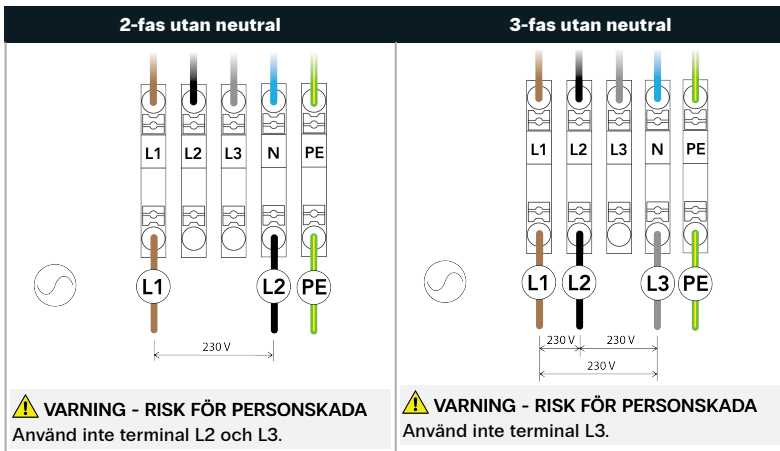 2-fas utan neutral
L1 L2 L3 N PE
L1 L2 PE
230 V
VARNING - RISK FÖR PERSONSKADA
Använd inte terminal L2 och L3.
3-fas utan neutral
L1 L2 L3 N PE
L1 L2 L3 PE
230 V 230 V
230 V
VARNING - RISK FÖR PERSONSKADA
Använd inte terminal L3.